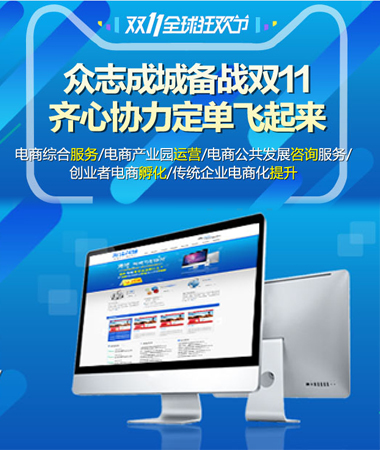 双11全球狂欢节
众志成城备战双11
齐心协力定单飞起来
电商综合服务/电商产业园运营/电商公共发展咨询服务/
创业者电商孵化/传统企业电商化提升